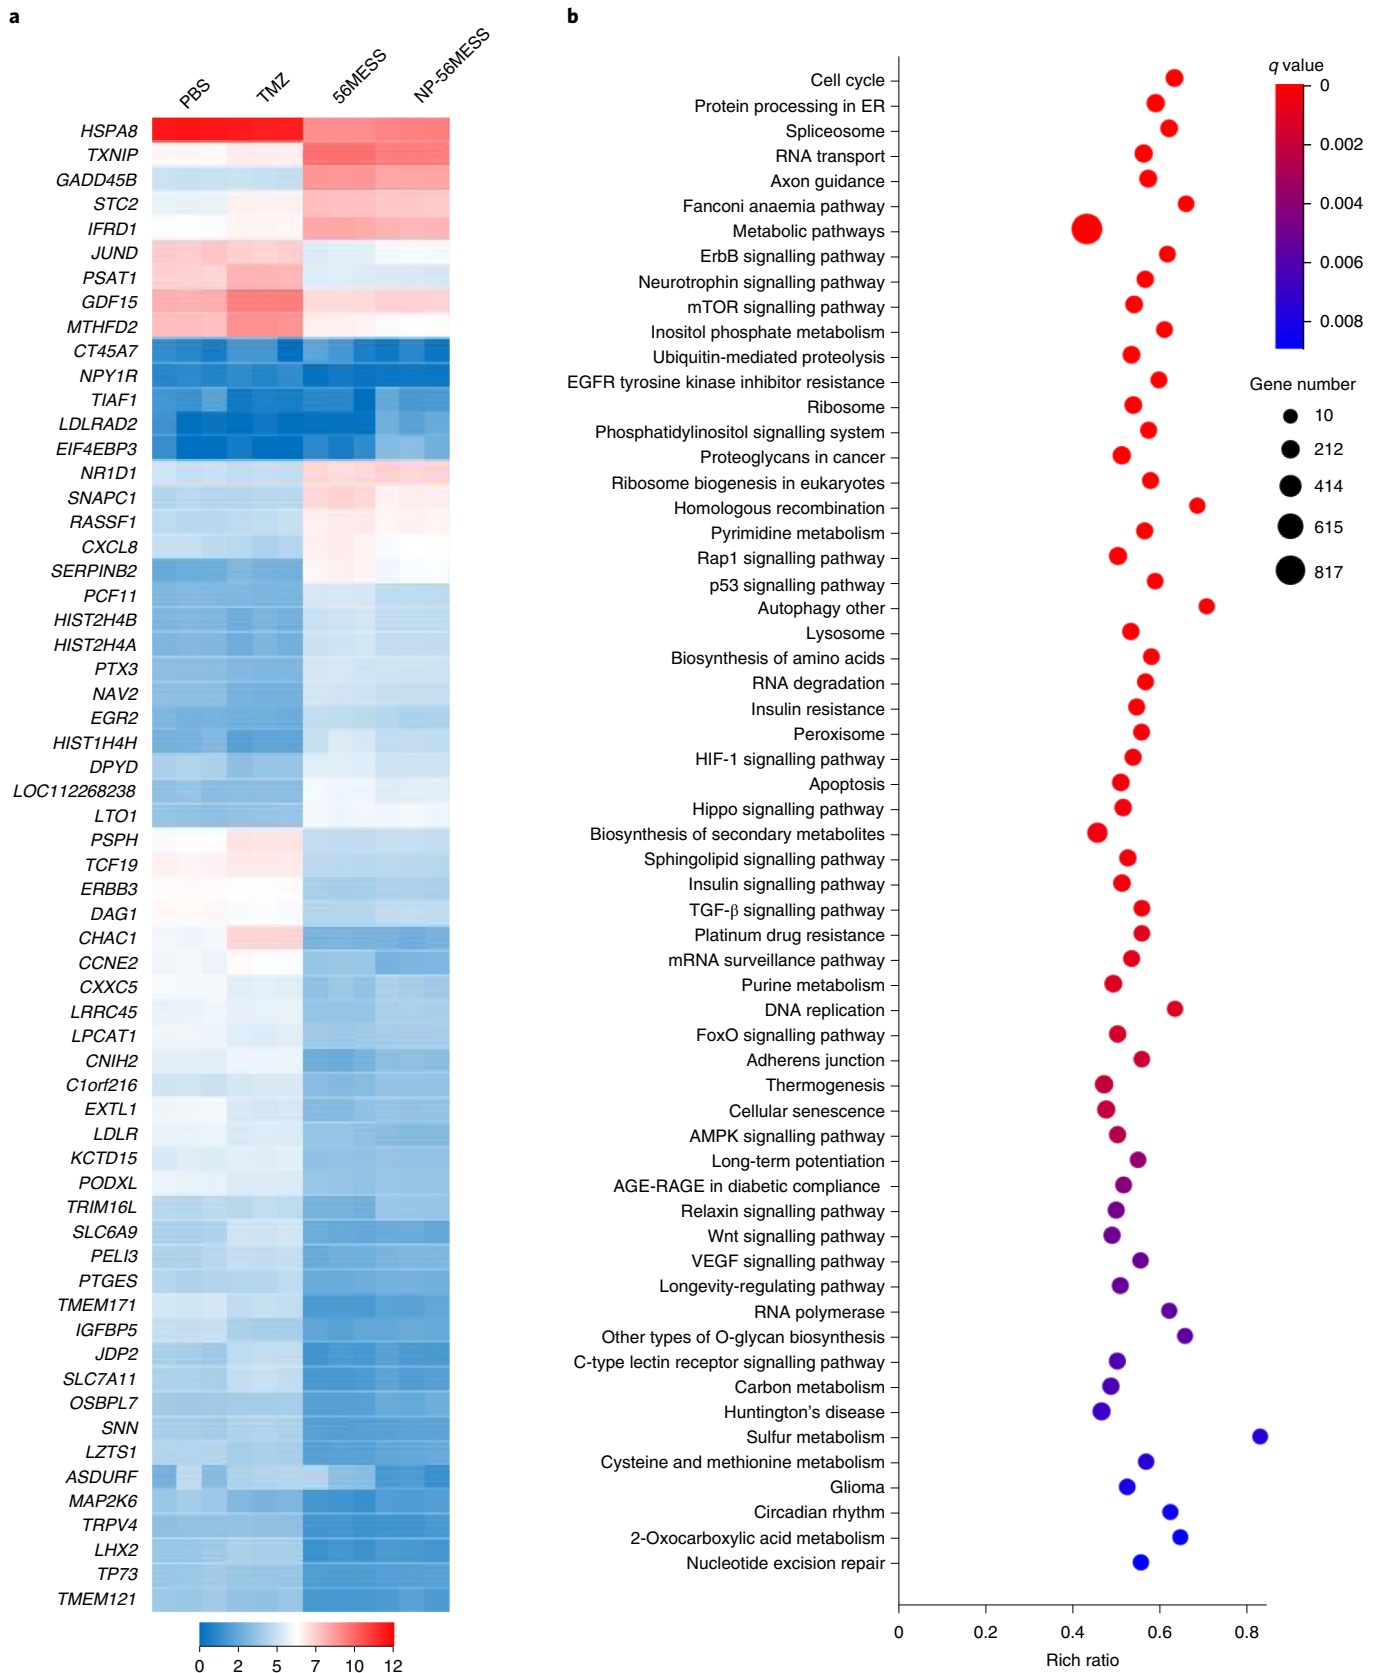 a
PBS
TMZ
56MESS
NP-56MESS
HSPA8
TXNIP
GADD45B
STC2
IFRD1
JUND
PSAT1
GDF15
MTHFD2
CT45A7
NPY1R
TIAF1
LDLRAD2
EIF4EBP3
NR1D1
SNAPC1
RASSF1
CXCL8
SERPINB2
PCF11
HIST2H4B
HIST2H4A
PTX3
NAV2
EGR2
HIST1H4H
DPYD
LOC112268238
LTO1
PSPH
TCF19
ERBB3
DAG1
CHAC1
CCNE2
CXXC5
LRRC45
LPCAT1
CNIH2
C1orf216
EXTL1
LDLR
KCTD15
PODXL
TRIM16L
SLC6A9
PELI3
PTGES
TMEM171
IGFBP5
JDP2
SLC7A11
OSBPL7
SNN
LZTS1
ASDURF
MAP2K6
TRPV4
LHX2
TP73
TMEM121
0 2 5 7 10 12
b
Cell cycle
Protein processing in ER
Spliceosome
RNA transport
Axon guidance
Fanconi anaemia pathway
Metabolic pathways
ErbB signalling pathway
Neurotrophin signalling pathway
mTOR signalling pathway
Inositol phosphate metabolism
Ubiquitin-mediated proteolysis
EGFR tyrosine kinase inhibitor resistance
Ribosome
Phosphatidylinositol signalling system
Proteoglycans in cancer
Ribosome biogenesis in eukaryotes
Homologous recombination
Pyrimidine metabolism
Rap1 signalling pathway
p53 signalling pathway
Autophagy other
Lysosome
Biosynthesis of amino acids
RNA degradation
Insulin resistance
Peroxisome
HIF-1 signalling pathway
Apoptosis
Hippo signalling pathway
Biosynthesis of secondary metabolites
Sphingolipid signalling pathway
Insulin signalling pathway
TGF-β signalling pathway
Platinum drug resistance
mRNA surveillance pathway
Purine metabolism
DNA replication
FoxO signalling pathway
Adherens junction
Thermogenesis
Cellular senescence
AMPK signalling pathway
Long-term potentiation
AGE-RAGE in diabetic compliance
Relaxin signalling pathway
Wnt signalling pathway
VEGF signalling pathway
Longevity-regulating pathway
RNA polymerase
Other types of O-glycan biosynthesis
C-type lectin receptor signalling pathway
Carbon metabolism
Huntington's disease
Sulfur metabolism
Cysteine and methionine metabolism
Glioma
Circadian rhythm
2-Oxocarboxylic acid metabolism
Nucleotide excision repair
0 0.2 0.4 0.6 0.8
Rich ratio
q value
0
0.002
0.004
0.006
0.008
Gene number
10
212
414
615
817